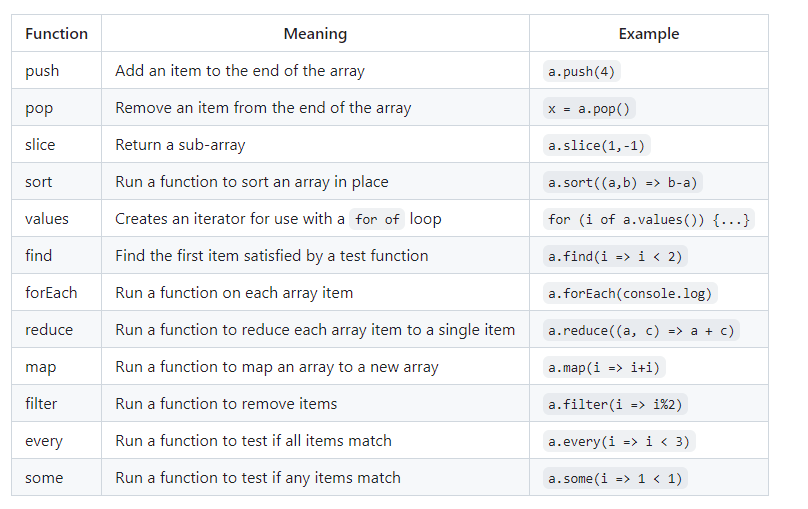 Function Meaning Example
push Add an item to the end of the array a.push(4)
pop Remove an item from the end of the array x = a.pop()
slice Return a sub-array a.slice(1,-1)
sort Run a function to sort an array in place a.sort((a,b) => b-a)
values Creates an iterator for use with a for of loop for (i of a.values()) {...}
find Find the first item satisfied by a test function a.find(i => i < 2)
forEach Run a function on each array item a.forEach(console.log)
reduce Run a function to reduce each array item to a single item a.reduce((a, c) => a + c)
map Run a function to map an array to a new array a.map(i => i+i)
filter Run a function to remove items a.filter(i => i%2)
every Run a function to test if all items match a.every(i => i < 3)
some Run a function to test if any items match a.some(i => 1 < 1)